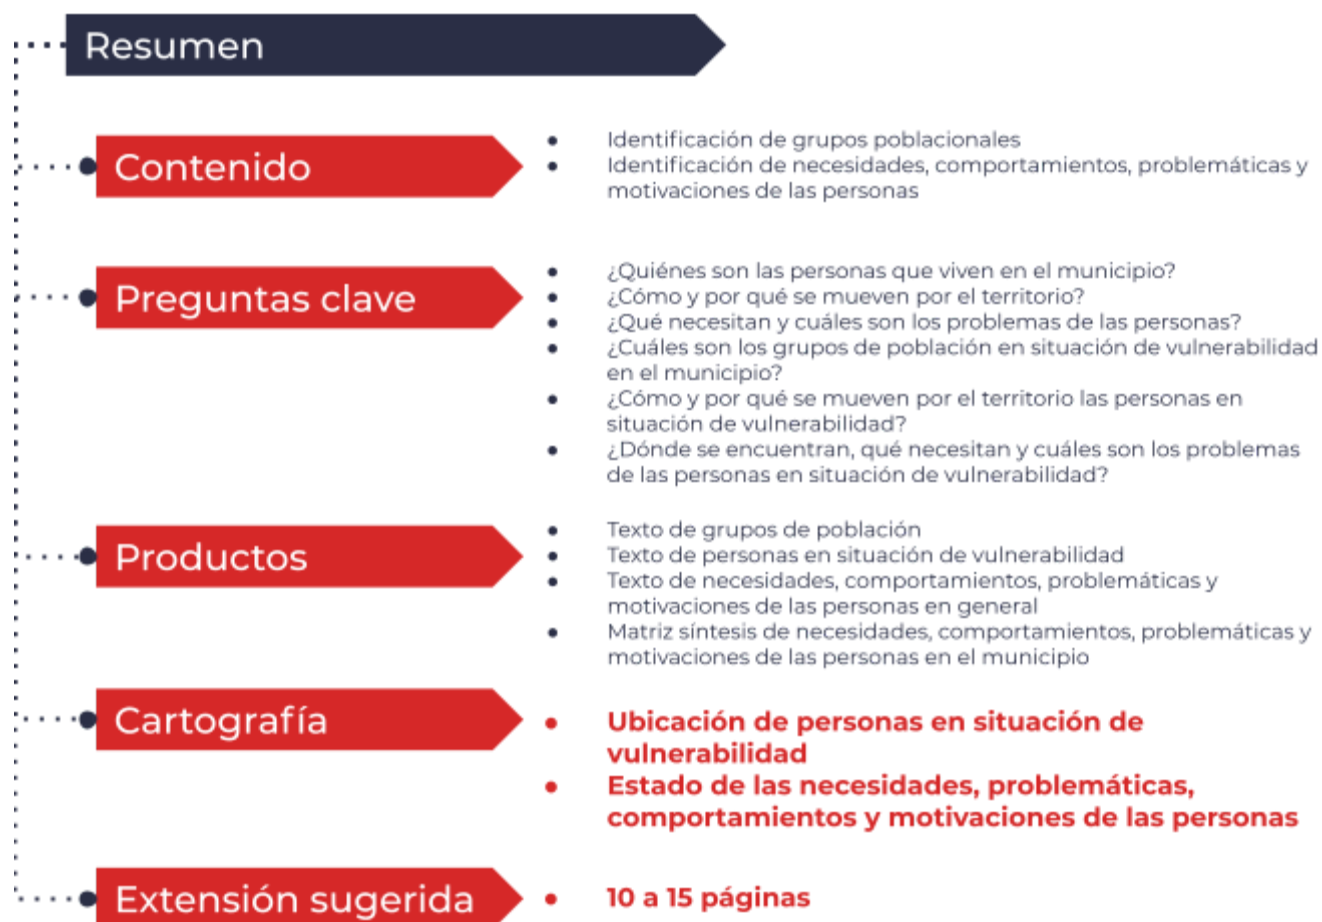 Resumen
Contenido
• Identificación de grupos poblacionales
• Identificación de necesidades, comportamientos, problemáticas y
motivaciones de las personas
Preguntas clave
• ¿Quiénes son las personas que viven en el municipio?
• ¿Cómo y por qué se mueven por el territorio?
• ¿Qué necesitan y cuáles son los problemas de las personas?
• ¿Cuáles son los grupos de población en situación de vulnerabilidad
en el municipio?
• ¿Cómo y por qué se mueven por el territorio las personas en
situación de vulnerabilidad?
• ¿Dónde se encuentran, qué necesitan y cuáles son los problemas
de las personas en situación de vulnerabilidad?
Productos
• Texto de grupos de población
• Texto de personas en situación de vulnerabilidad
• Texto de necesidades, comportamientos, problemáticas y
motivaciones de las personas en general
• Matriz síntesis de necesidades, comportamientos, problemáticas y
motivaciones de las personas en el municipio
Cartografía
• Ubicación de personas en situación de
vulnerabilidad
• Estado de las necesidades, problemáticas,
comportamientos y motivaciones de las personas
Extensión sugerida
• 10 a 15 páginas